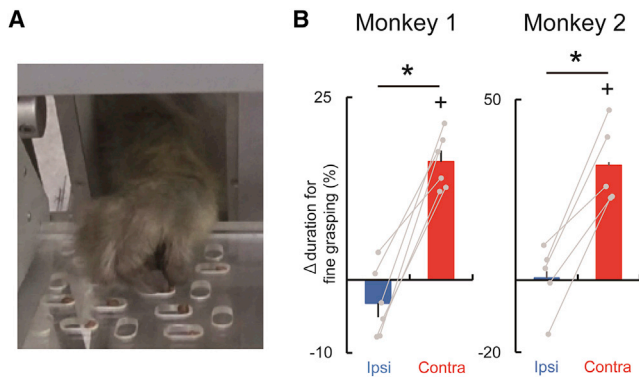 A
B
Monkey 1
Monkey 2
Δ duration for
fine grasping (%)
*
+
25
-10
Ipsi
Contra
*
+
50
-20
Ipsi
Contra